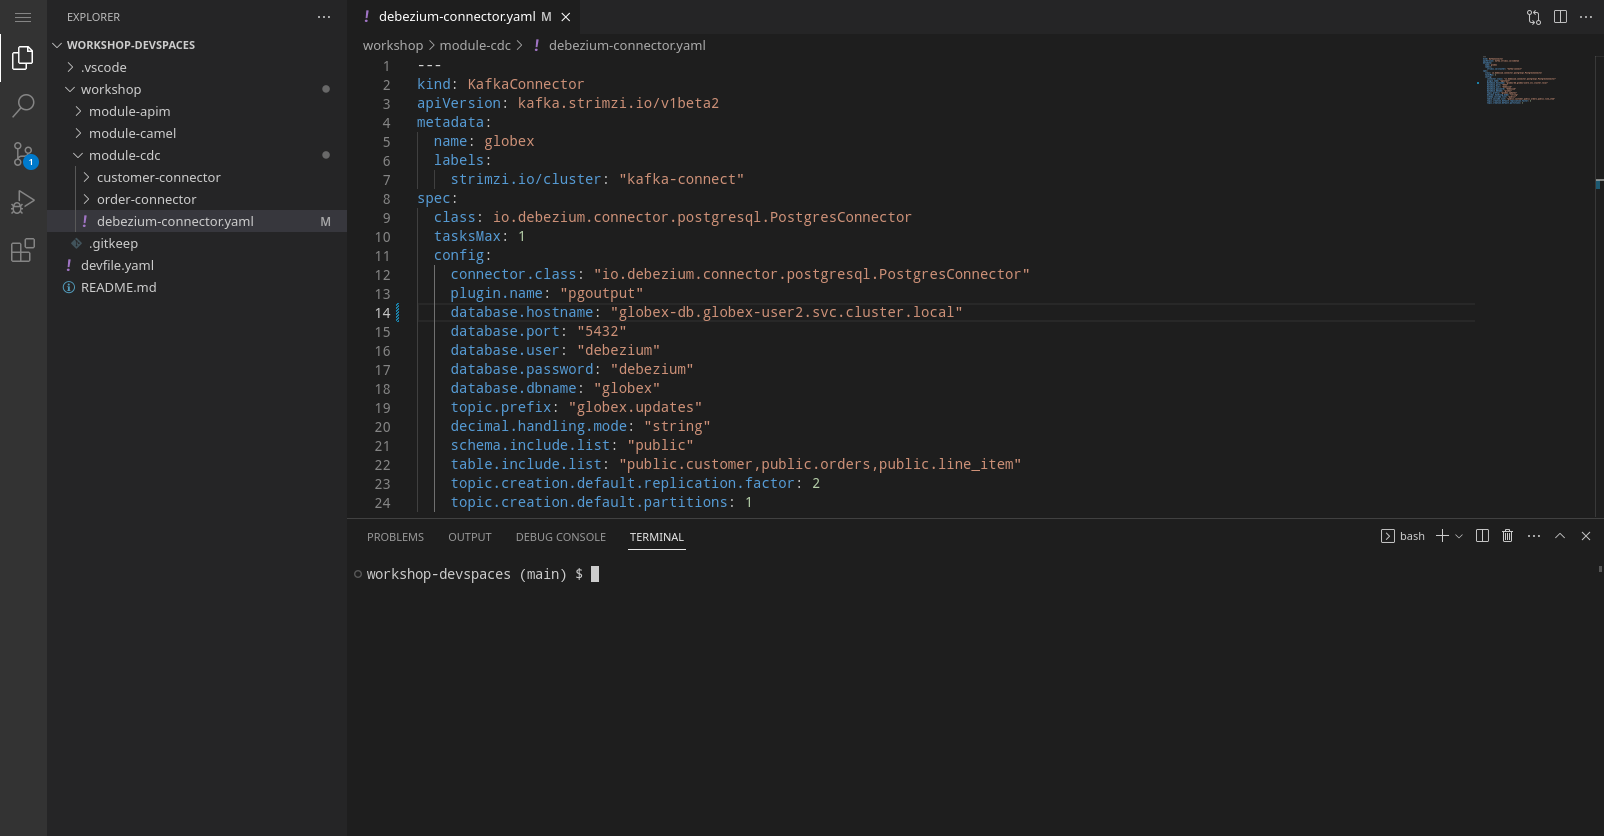 EXPLORER
WORKSHOP-DEVSPACES
.vscode
workshop
module-apim
module-camel
module-cdc
customer-connector
order-connector
! debezium-connector.yaml M
.gitkeep
! devfile.yaml
README.md
1
! debezium-connector.yaml M
workshop > module-cdc > ! debezium-connector.yaml
1 ---
2 kind: KafkaConnector
3 apiVersion: kafka.strimzi.io/v1beta2
4 metadata:
5   name: globex
6   labels:
7     strimzi.io/cluster: "kafka-connect"
8 spec:
9   class: io.debezium.connector.postgresql.PostgresConnector
10   tasksMax: 1
11   config:
12     connector.class: "io.debezium.connector.postgresql.PostgresConnector"
13     plugin.name: "pgoutput"
14     database.hostname: "globex-db.globex-user2.svc.cluster.local"
15     database.port: "5432"
16     database.user: "debezium"
17     database.password: "debezium"
18     database.dbname: "globex"
19     topic.prefix: "globex.updates"
20     decimal.handling.mode: "string"
21     schema.include.list: "public"
22     table.include.list: "public.customer,public.orders,public.line_item"
23     topic.creation.default.replication.factor: 2
24     topic.creation.default.partitions: 1
PROBLEMS OUTPUT DEBUG CONSOLE TERMINAL bash
workshop-devspaces (main) $